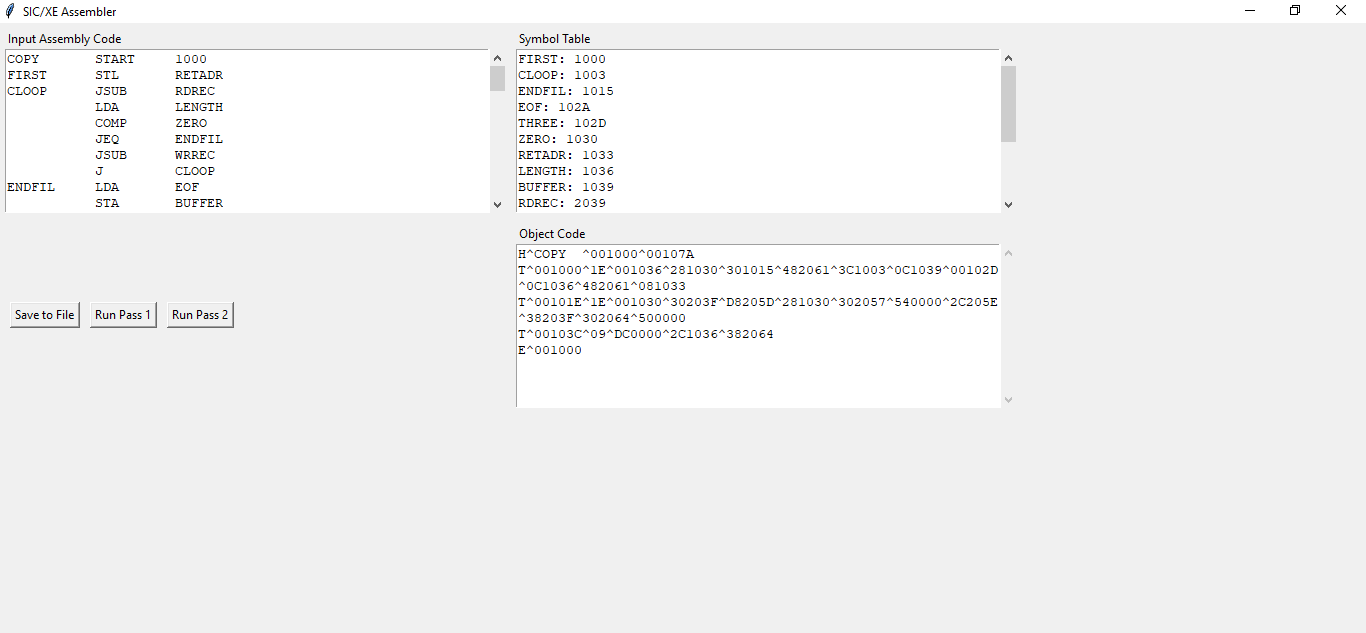 SIC/XE Assembler
Input Assembly Code
COPY START 1000
FIRST STL RETADR
CLOOP JSUB RDREC
LDA LENGTH
COMP ZERO
JEQ ENDFIL
JSUB WRREC
J CLOOP
ENDFIL LDA EOF
STA BUFFER
Symbol Table
FIRST: 1000
CLOOP: 1003
ENDFIL: 1015
EOF: 102A
THREE: 102D
ZERO: 1030
RETADR: 1033
LENGTH: 1036
BUFFER: 1039
RDREC: 2039
Save to File Run Pass 1 Run Pass 2
Object Code
H^COPY  ^001000^00107A
T^001000^1E^001036^281030^301015^482061^3C1003^0C1039^00102D
^0C1036^482061^081033
T^00101E^1E^001030^30203F^D8205D^281030^302057^540000^2C205E
^38203F^302064^500000
T^00103C^09^DC0000^2C1036^382064
E^001000